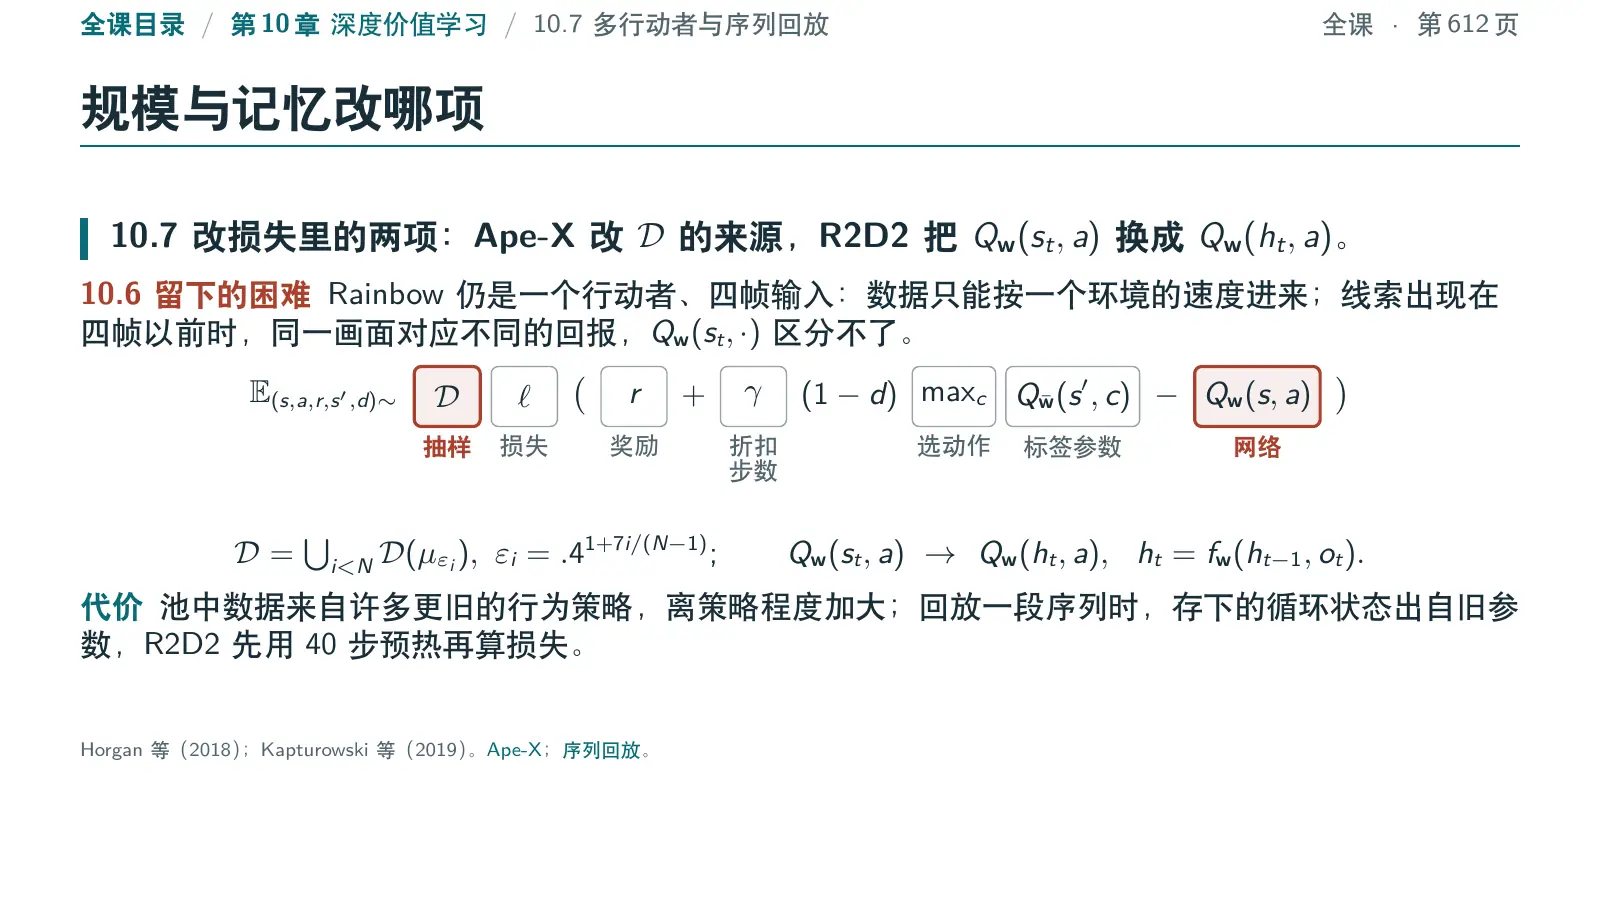 全课目录 / 第10章 深度价值学习 / 10.7 多行动者与序列回放
全课 · 第612页
规模与记忆改哪项
10.7 改损失里的两项：Ape-X 改 𝒟 的来源，R2D2 把 Q_w(s_t, a) 换成 Q_w(h_t, a)。
10.6 留下的困难 Rainbow 仍是一个行动者、四帧输入：数据只能按一个环境的速度进来；线索出现在
四帧以前时，同一画面对应不同的回报，Q_w(s_t, ·) 区分不了。
𝔼_(s,a,r,s′,d)∼ 𝒟 ℓ ( r + γ (1 − d) max_c Q_w̄(s′, c) − Q_w(s, a) )
抽样 损失 奖励 折扣 选动作 标签参数 网络
步数
𝒟 = ⋃_{i<N} 𝒟(μ_{ε_i}), ε_i = .4^{1+7i/(N−1)}; Q_w(s_t, a) → Q_w(h_t, a), h_t = f_w(h_{t−1}, o_t).
代价 池中数据来自许多更旧的行为策略，离策略程度加大；回放一段序列时，存下的循环状态出自旧参
数，R2D2 先用 40 步预热再算损失。
Horgan 等（2018）；Kapturowski 等（2019）。Ape-X；序列回放。